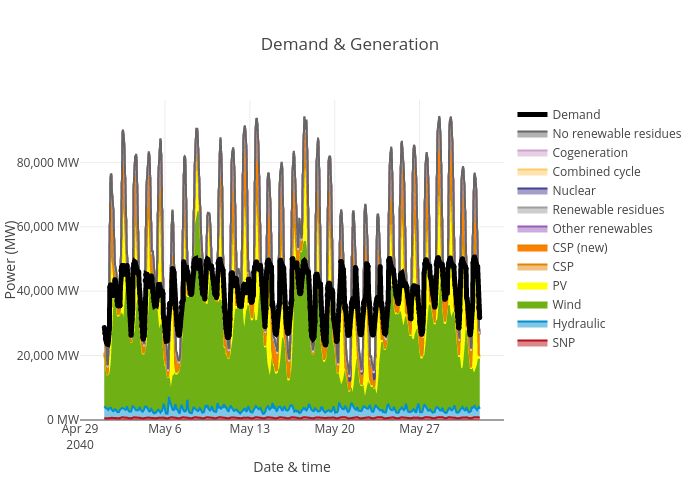 Demand & Generation
Power (MW)
80,000 MW
60,000 MW
40,000 MW
20,000 MW
0 MW
Apr 29
2040
May 6
May 13
May 20
May 27
Date & time
Demand
No renewable residues
Cogeneration
Combined cycle
Nuclear
Renewable residues
Other renewables
CSP (new)
CSP
PV
Wind
Hydraulic
SNP